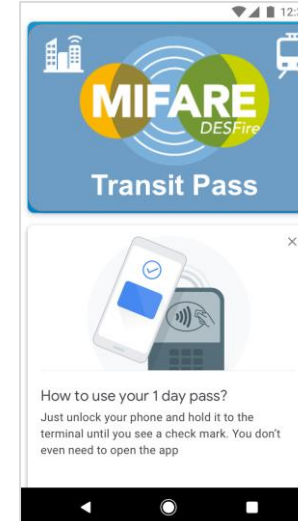 12:
MIFARE
DESFire
Transit Pass
How to use your 1 day pass?
Just unlock your phone and hold it to the
terminal until you see a check mark. You don't
even need to open the app